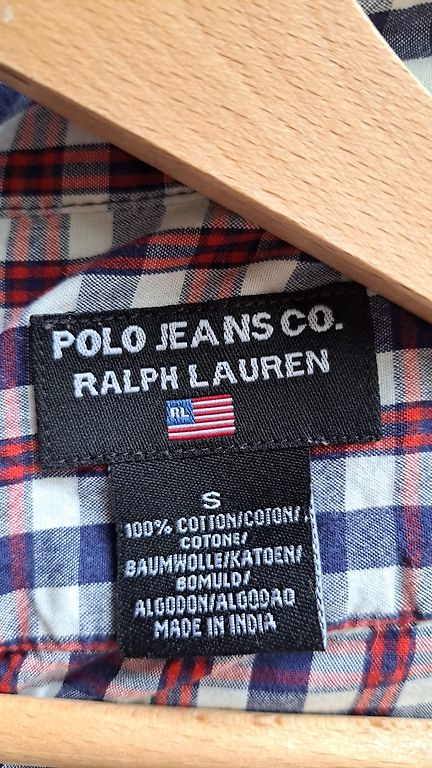 POLO JEANS CO.
RALPH LAUREN
RL
S
100% COTTON/COTON/
COTONE/
BAUMWOLLE/KATOEN/
BOMULD/
ALGODON/ALGODAO
MADE IN INDIA